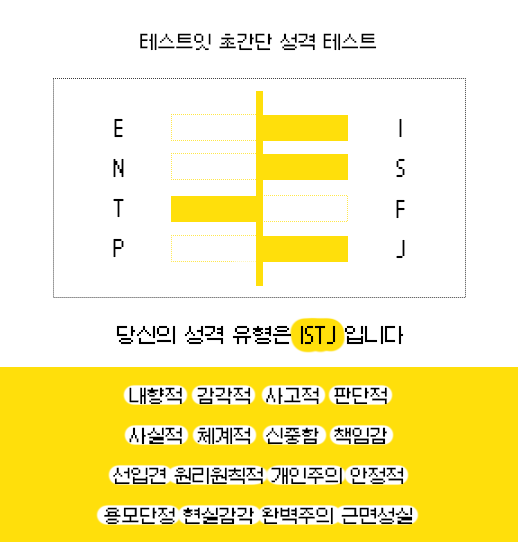 테스트잇 초간단 성격 테스트
E I
N S
T F
P J
당신의 성격 유형은 ISTJ 입니다
내향적 감각적 사고적 판단적
사실적 체계적 신중함 책임감
선입견 원리원칙적 개인주의 안정적
용모단정 현실감각 완벽주의 근면성실